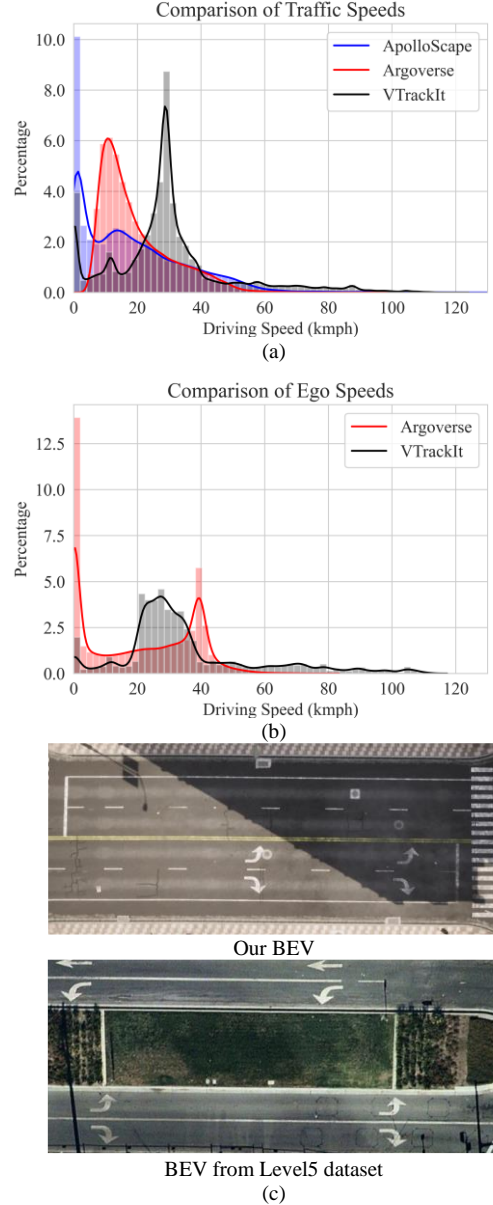 Comparison of Traffic Speeds
10.0
8.0
6.0
4.0
2.0
0.0
Percentage
ApolloScape
Argoverse
VTrackIt
0 20 40 60 80 100 120
Driving Speed (kmph)
(a)
Comparison of Ego Speeds
12.5
10.0
7.5
5.0
2.5
0.0
Percentage
Argoverse
VTrackIt
0 20 40 60 80 100 120
Driving Speed (kmph)
(b)
Our BEV
BEV from Level5 dataset
(c)